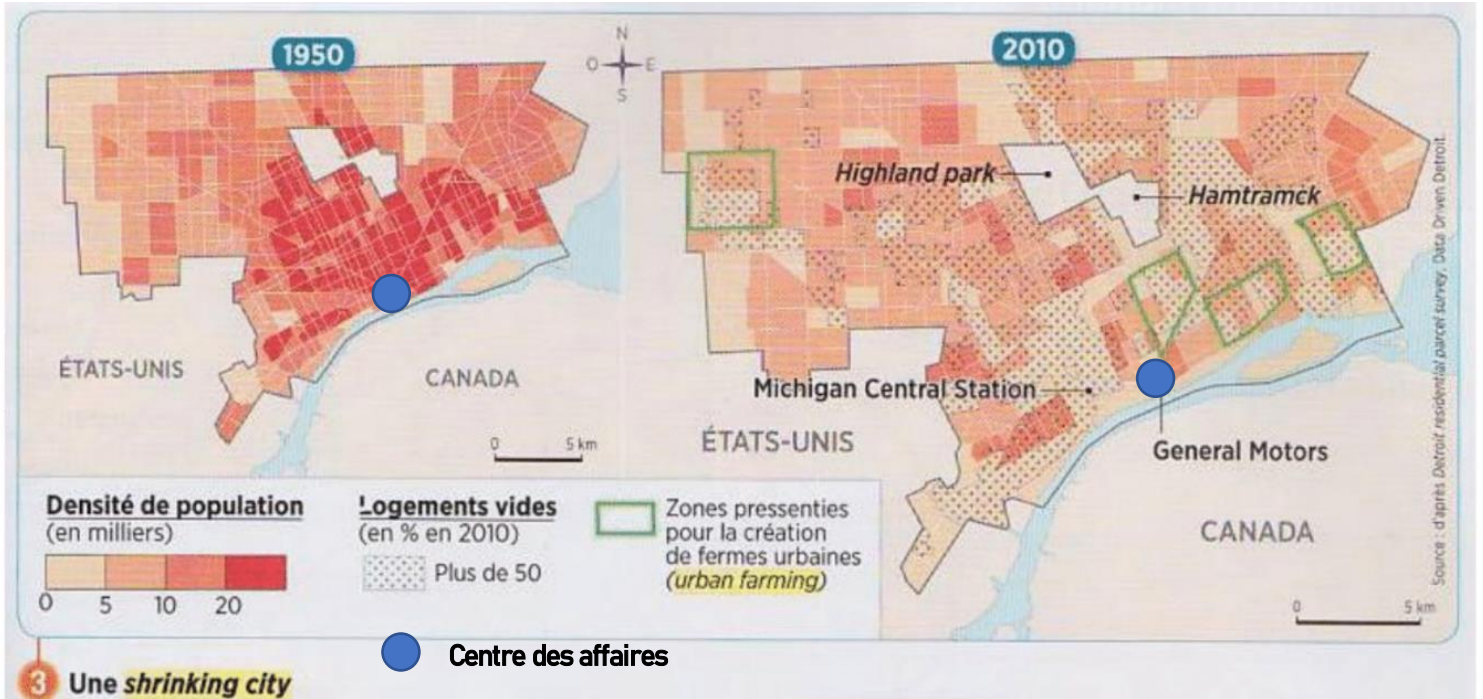 1950
N
O E
S
2010
Highland park
Hamtramck
ÉTATS-UNIS
CANADA
0 5 km
Michigan Central Station
ÉTATS-UNIS
General Motors
CANADA
0 5 km
Densité de population
(en milliers)
0 5 10 20
Logements vides
(en % en 2010)
Plus de 50
Zones pressenties
pour la création
de fermes urbaines
(urban farming)
Source : d'après Detroit residential parcel survey, Data Driven Detroit.
Centre des affaires
3 Une shrinking city